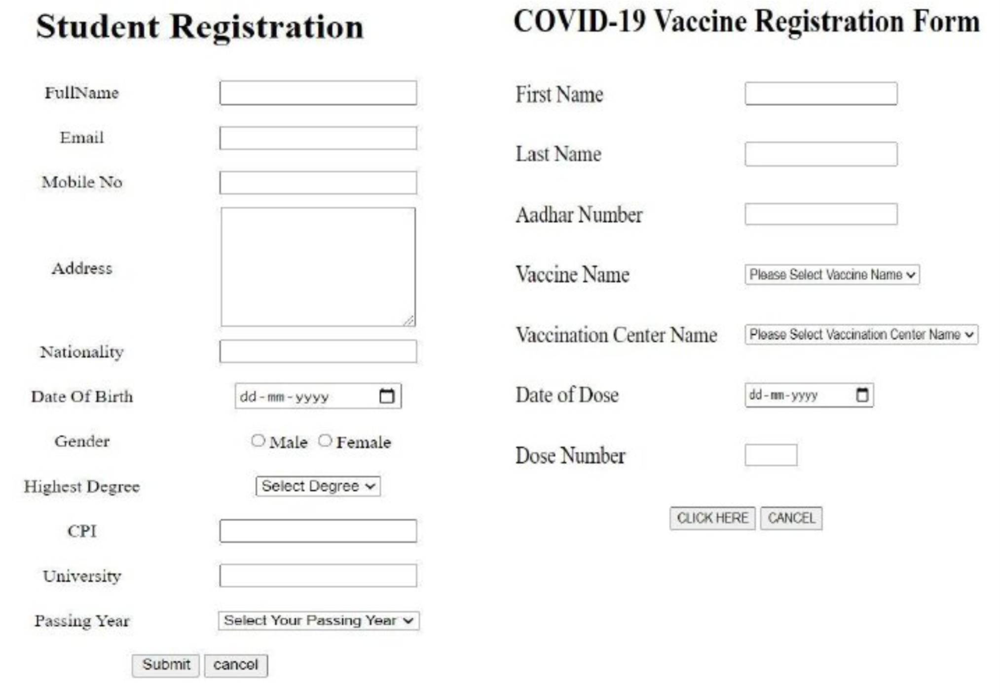 Student Registration
FullName
Email
Mobile No
Address
Nationality
Date Of Birth dd-mm-yyyy
Gender Male Female
Highest Degree Select Degree
CPI
University
Passing Year Select Your Passing Year
Submit cancel
COVID-19 Vaccine Registration Form
First Name
Last Name
Aadhar Number
Vaccine Name Please Select Vaccine Name
Vaccination Center Name Please Select Vaccination Center Name
Date of Dose dd-mm-yyyy
Dose Number
CLICK HERE CANCEL